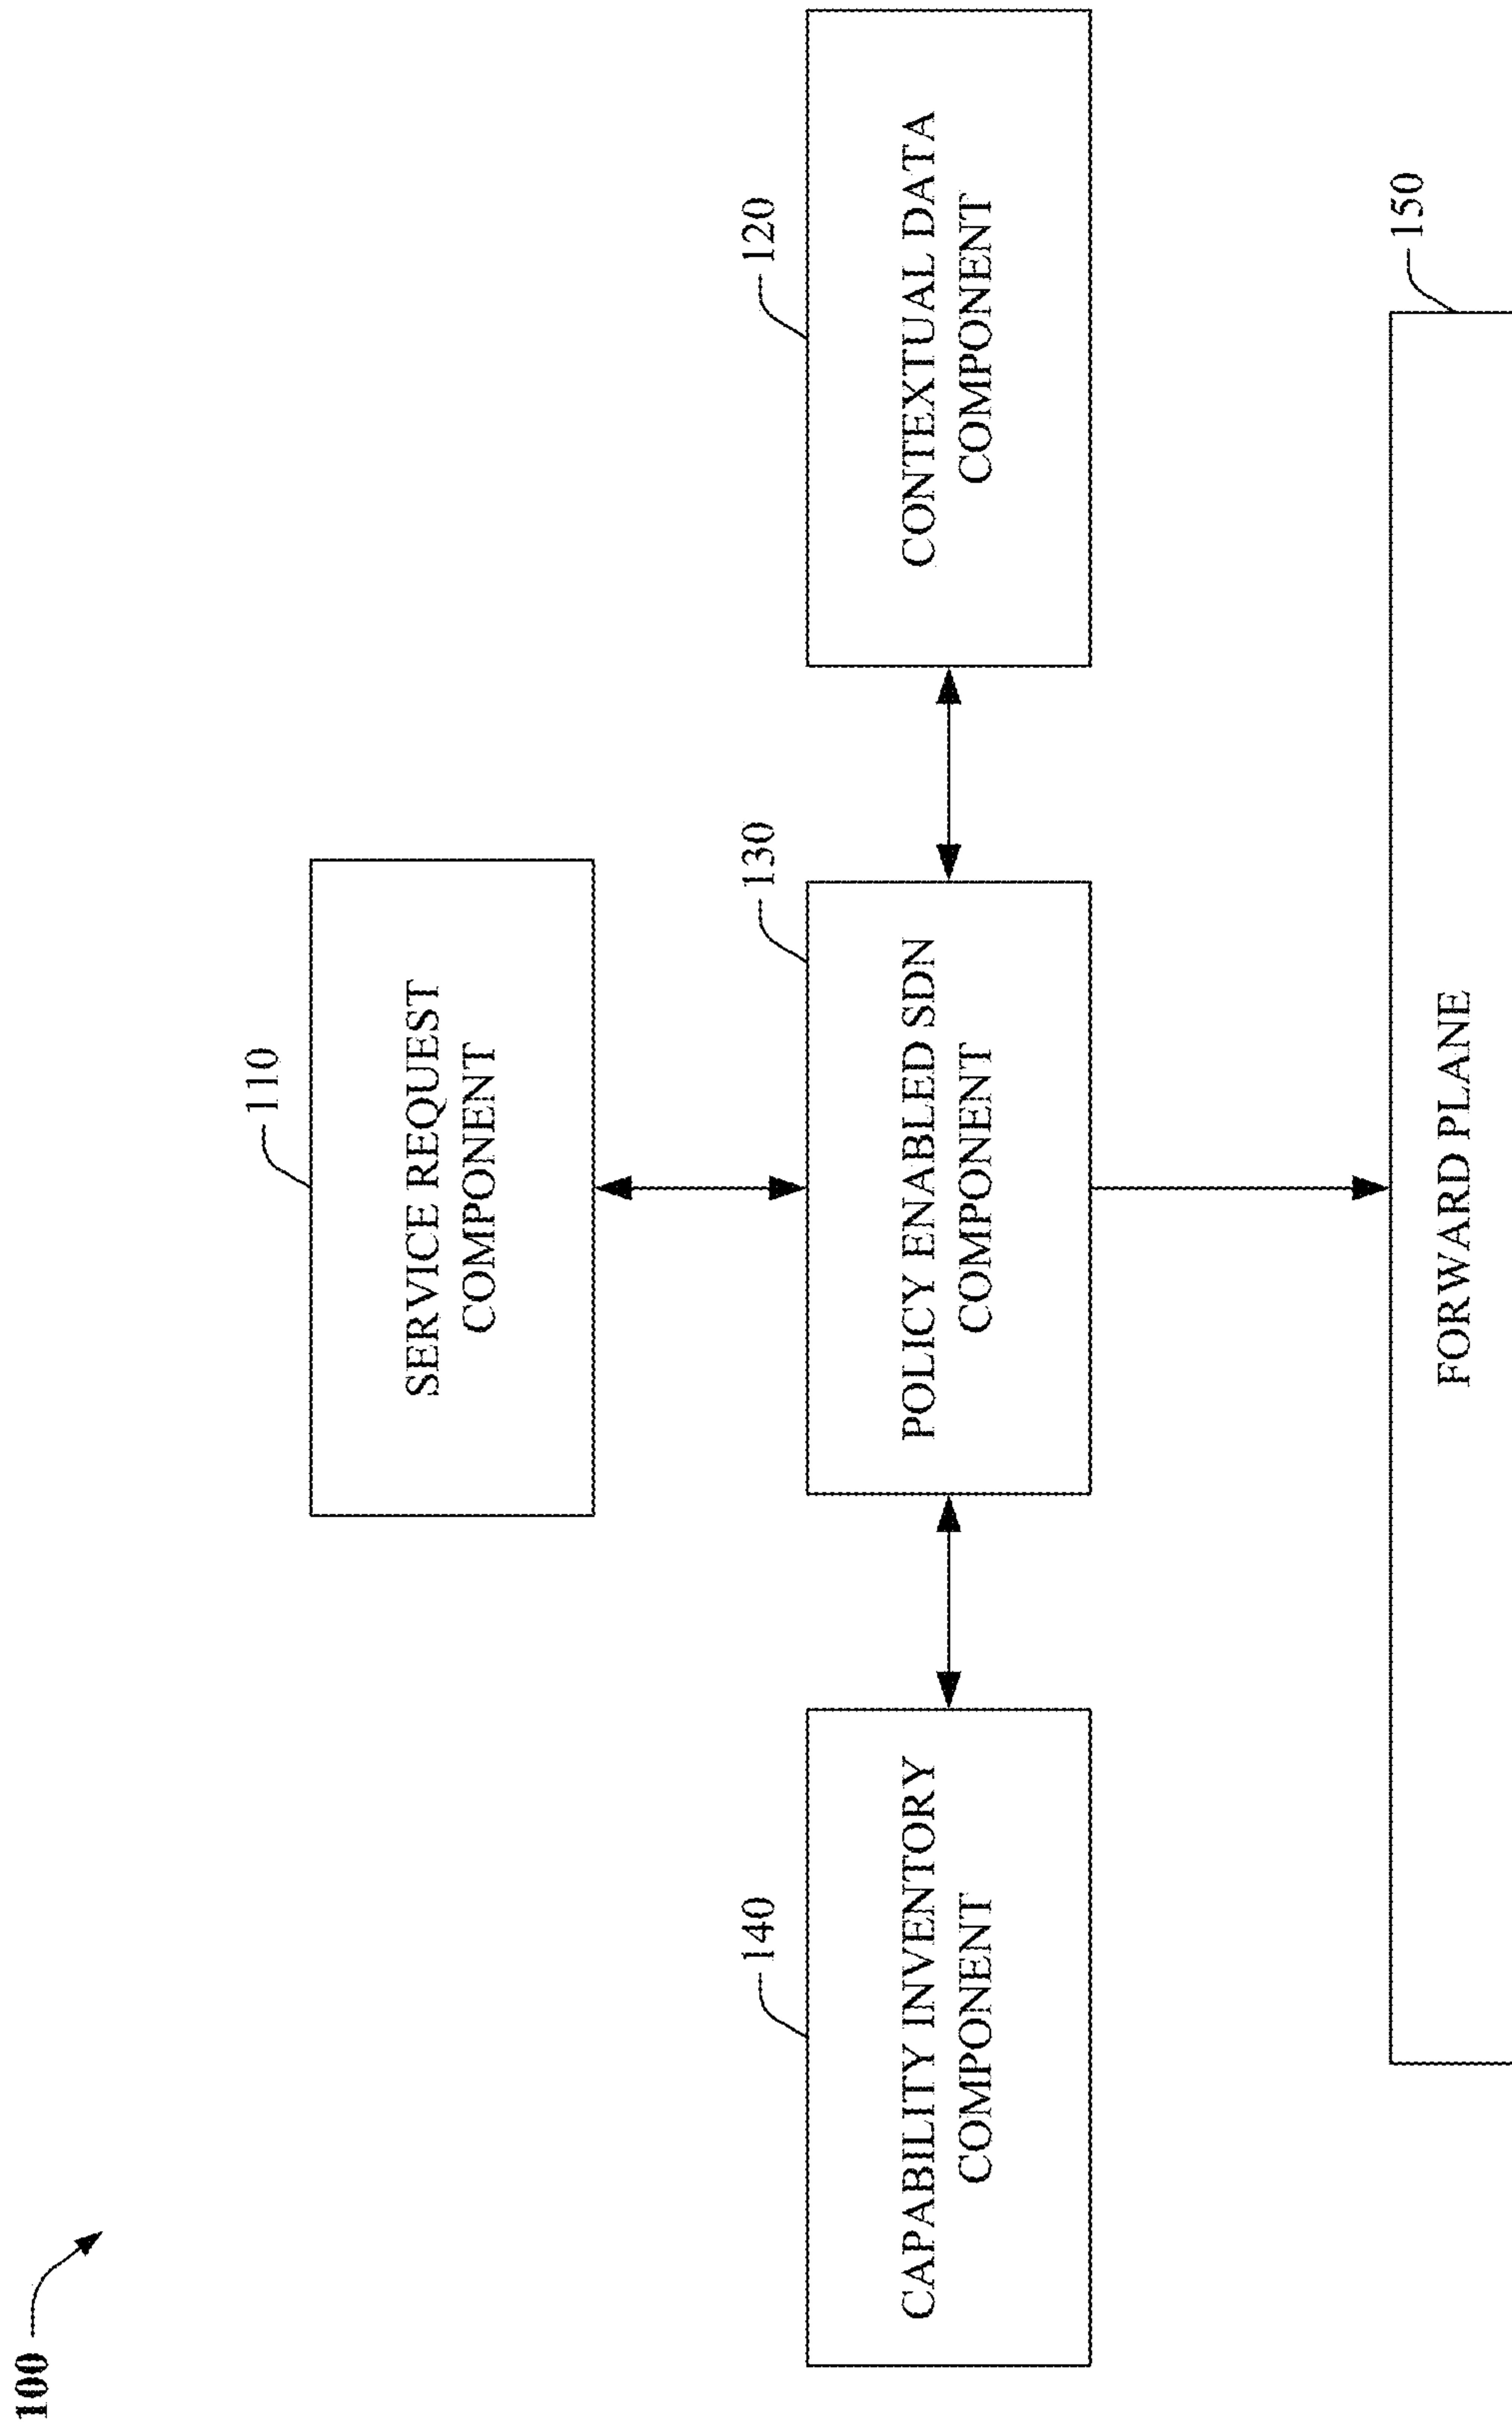 100
110
SERVICE REQUEST
COMPONENT
140
CAPABILITY INVENTORY
COMPONENT
130
POLICY ENABLED SDN
COMPONENT
120
CONTEXTUAL DATA
COMPONENT
150
FORWARD PLANE